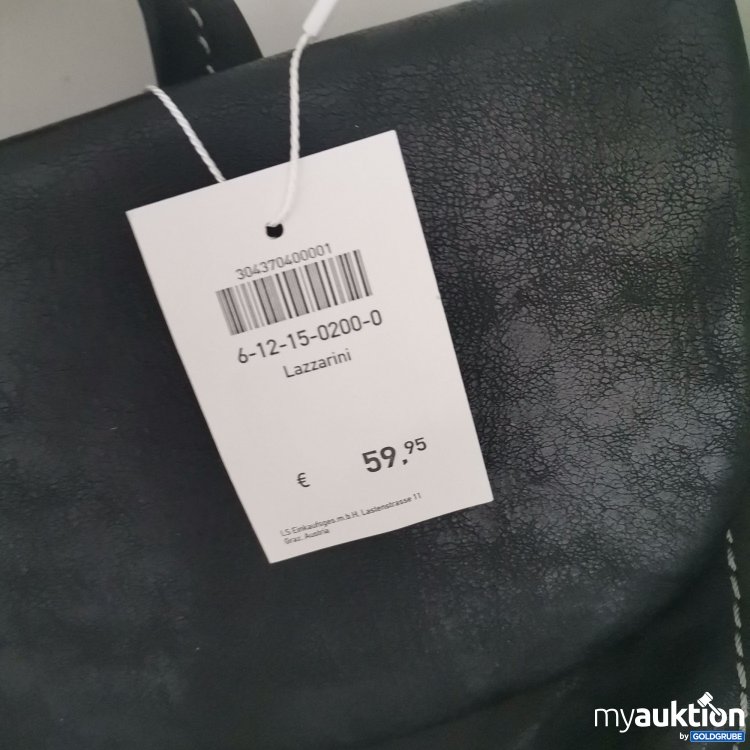 304370400001
6-12-15-0200-0
Lazzarini
€ 59.95
LS Einkaufsges.m.b.H. Lastenstrasse 11
Graz, Austria
myauktion
by GOLDGRUBE